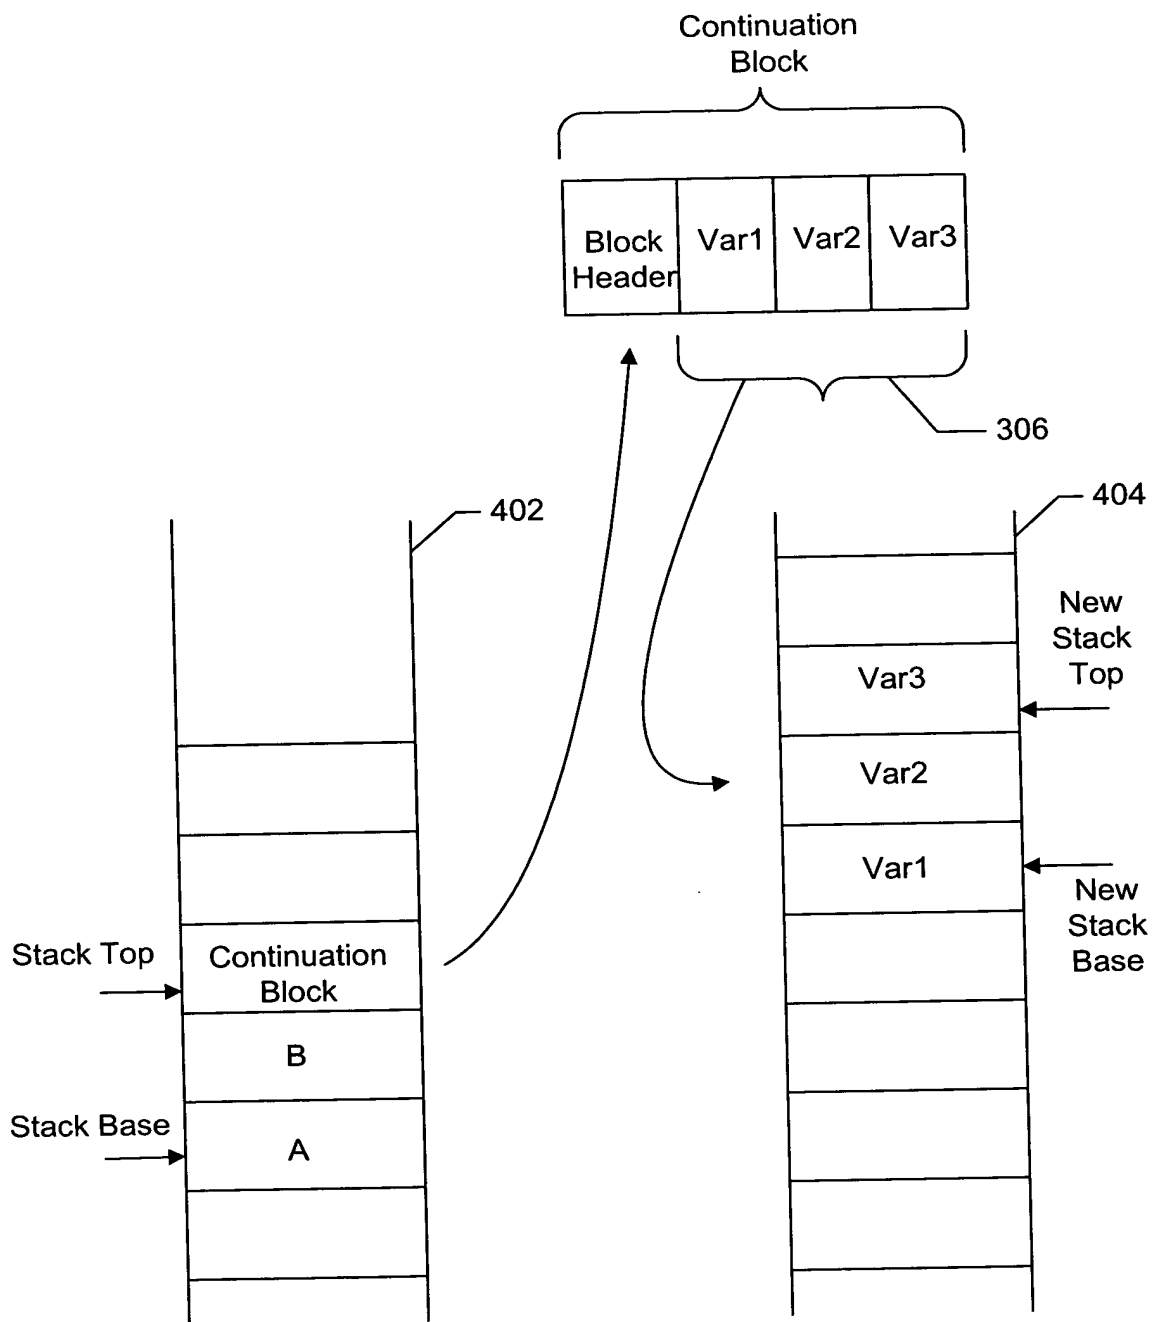 Continuation
Block
Block
Header
Var1
Var2
Var3
306
402
404
New
Stack
Top
Var3
Var2
Var1
New
Stack
Base
Stack Top
Continuation
Block
B
Stack Base
A